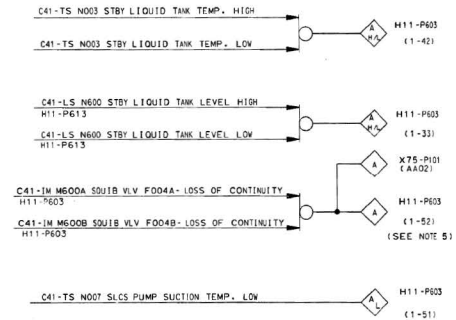 C41-TS N003 STBY LIQUID TANK TEMP. HIGH
A
H/L
H11-P603
(1-42)
C41-TS N003 STBY LIQUID TANK TEMP. LOW
C41-LS N600 STBY LIQUID TANK LEVEL HIGH
H11-P613
A
H/L
H11-P603
(1-33)
C41-LS N600 STBY LIQUID TANK LEVEL LOW
H11-P613
A
X75-P101
(AA02)
C41-IM M600A SQUIB VLV F004A-LOSS OF CONTINUITY
H11-P603
A
H11-P603
(1-52)
(SEE NOTE 5)
C41-IM M600B SQUIB VLV F004B-LOSS OF CONTINUITY
H11-P603
C41-TS N007 SLCS PUMP SUCTION TEMP. LOW
A
L
H11-P603
(1-51)